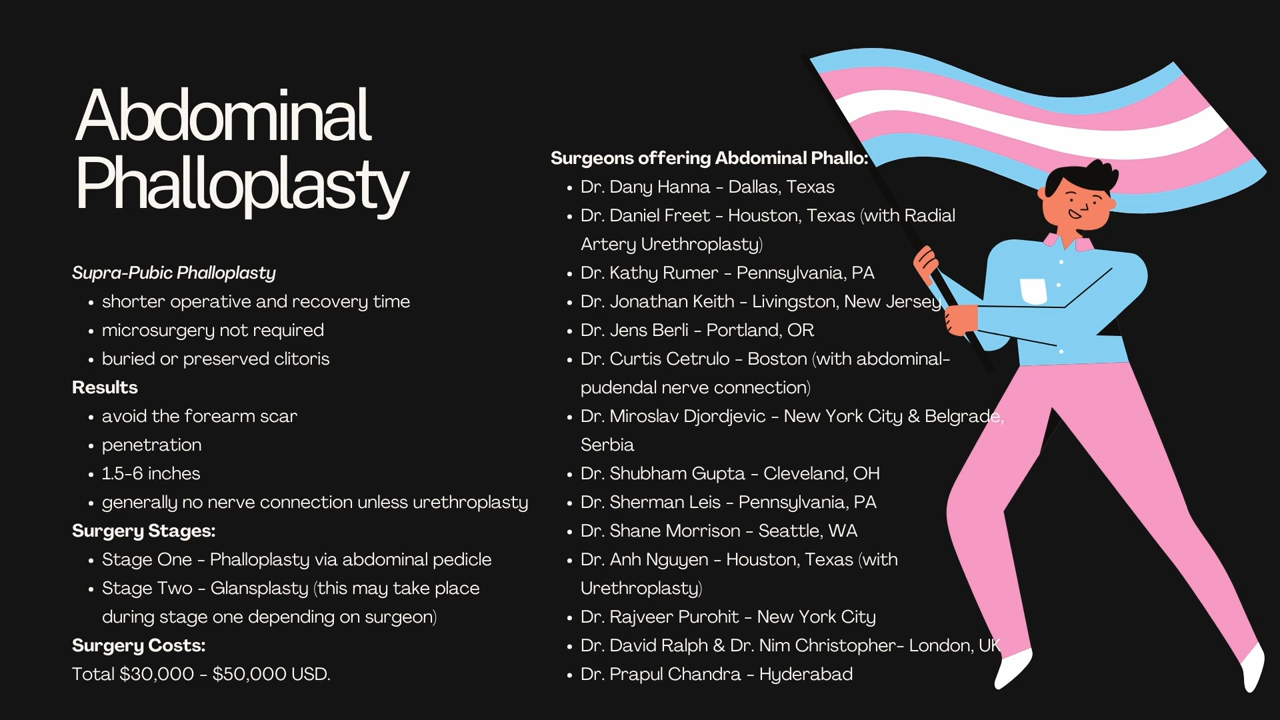 Abdominal
Phalloplasty
Supra-Pubic Phalloplasty
• shorter operative and recovery time
• microsurgery not required
• buried or preserved clitoris
Results
• avoid the forearm scar
• penetration
• 1.5-6 inches
• generally no nerve connection unless urethroplasty
Surgery Stages:
• Stage One - Phalloplasty via abdominal pedicle
• Stage Two - Glansplasty (this may take place
during stage one depending on surgeon)
Surgery Costs:
Total $30,000 - $50,000 USD.
Surgeons offering Abdominal Phallo:
• Dr. Dany Hanna - Dallas, Texas
• Dr. Daniel Freet - Houston, Texas (with Radial
Artery Urethroplasty)
• Dr. Kathy Rumer - Pennsylvania, PA
• Dr. Jonathan Keith - Livingston, New Jersey
• Dr. Jens Berli - Portland, OR
• Dr. Curtis Cetrulo - Boston (with abdominal-
pudendal nerve connection)
• Dr. Miroslav Djordjevic - New York City & Belgrade,
Serbia
• Dr. Shubham Gupta - Cleveland, OH
• Dr. Sherman Leis - Pennsylvania, PA
• Dr. Shane Morrison - Seattle, WA
• Dr. Anh Nguyen - Houston, Texas (with
Urethroplasty)
• Dr. Rajveer Purohit - New York City
• Dr. David Ralph & Dr. Nim Christopher- London, UK
• Dr. Prapul Chandra - Hyderabad